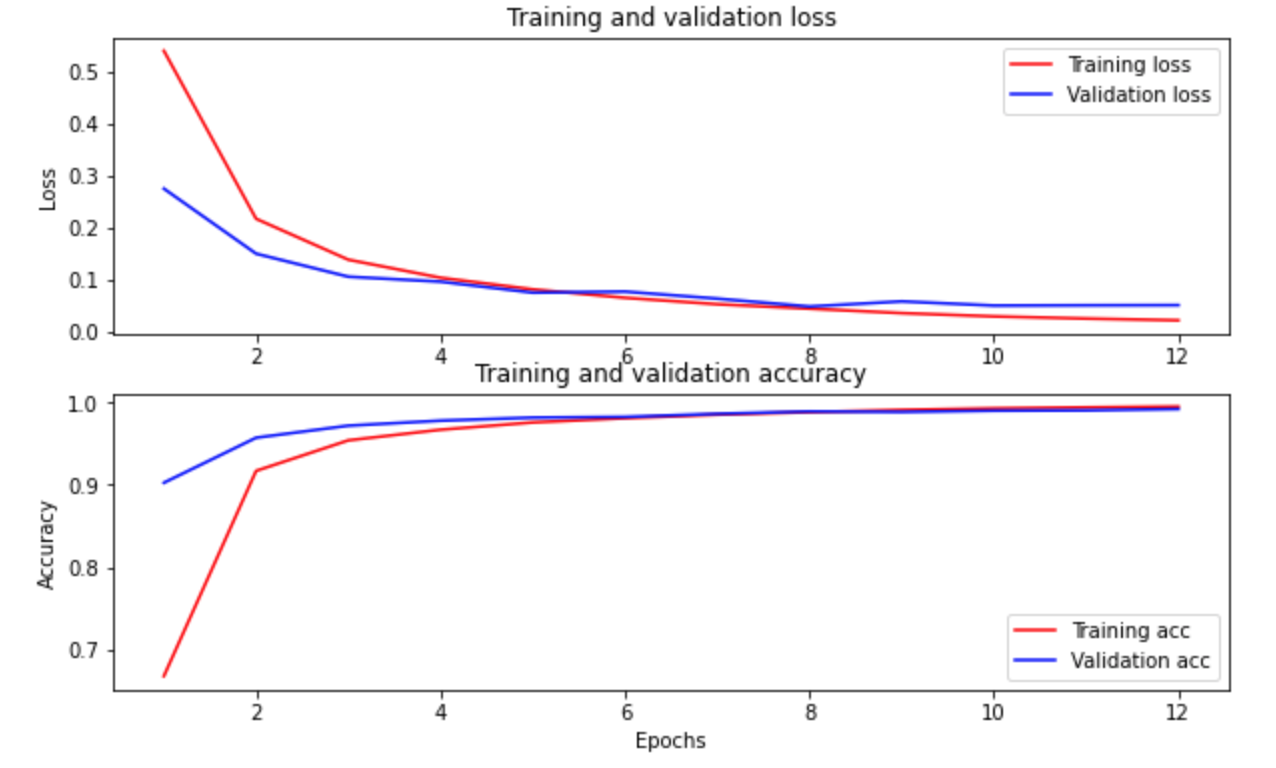 Training and validation loss
0.5
0.4
0.3
0.2
0.1
0.0
Loss
Training loss
Validation loss
2 4 6 8 10 12
Training and validation accuracy
1.0
0.9
0.8
0.7
Accuracy
Training acc
Validation acc
2 4 6 8 10 12
Epochs